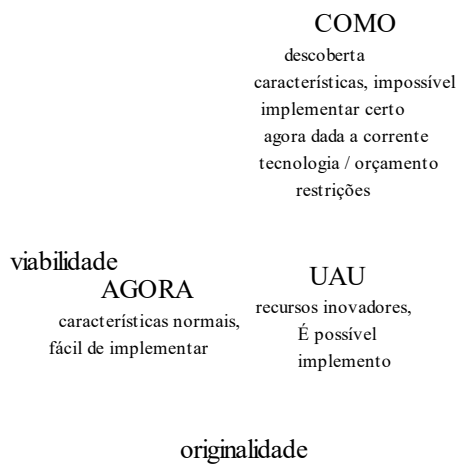 COMO
descoberta
características, impossível
implementar certo
agora dada a corrente
tecnologia / orçamento
restrições
viabilidade
AGORA
características normais,
fácil de implementar
UAU
recursos inovadores,
É possível
implemento
originalidade